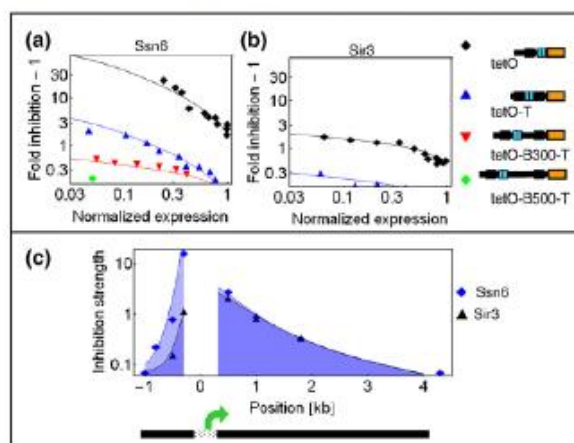 (a)
Ssn6
(b)
Sir3
Fold inhibition − 1
30
10
3
1
0.3
0.03
0.1
0.3
1
Normalized expression
Fold inhibition − 1
30
10
3
1
0.3
0.03
0.1
0.3
1
Normalized expression
tetO
tetO-T
tetO-B300-T
tetO-B500-T
(c)
Inhibition strength
10
1
0.1
−1
0
1
2
3
4
Position [kb]
Ssn6
Sir3